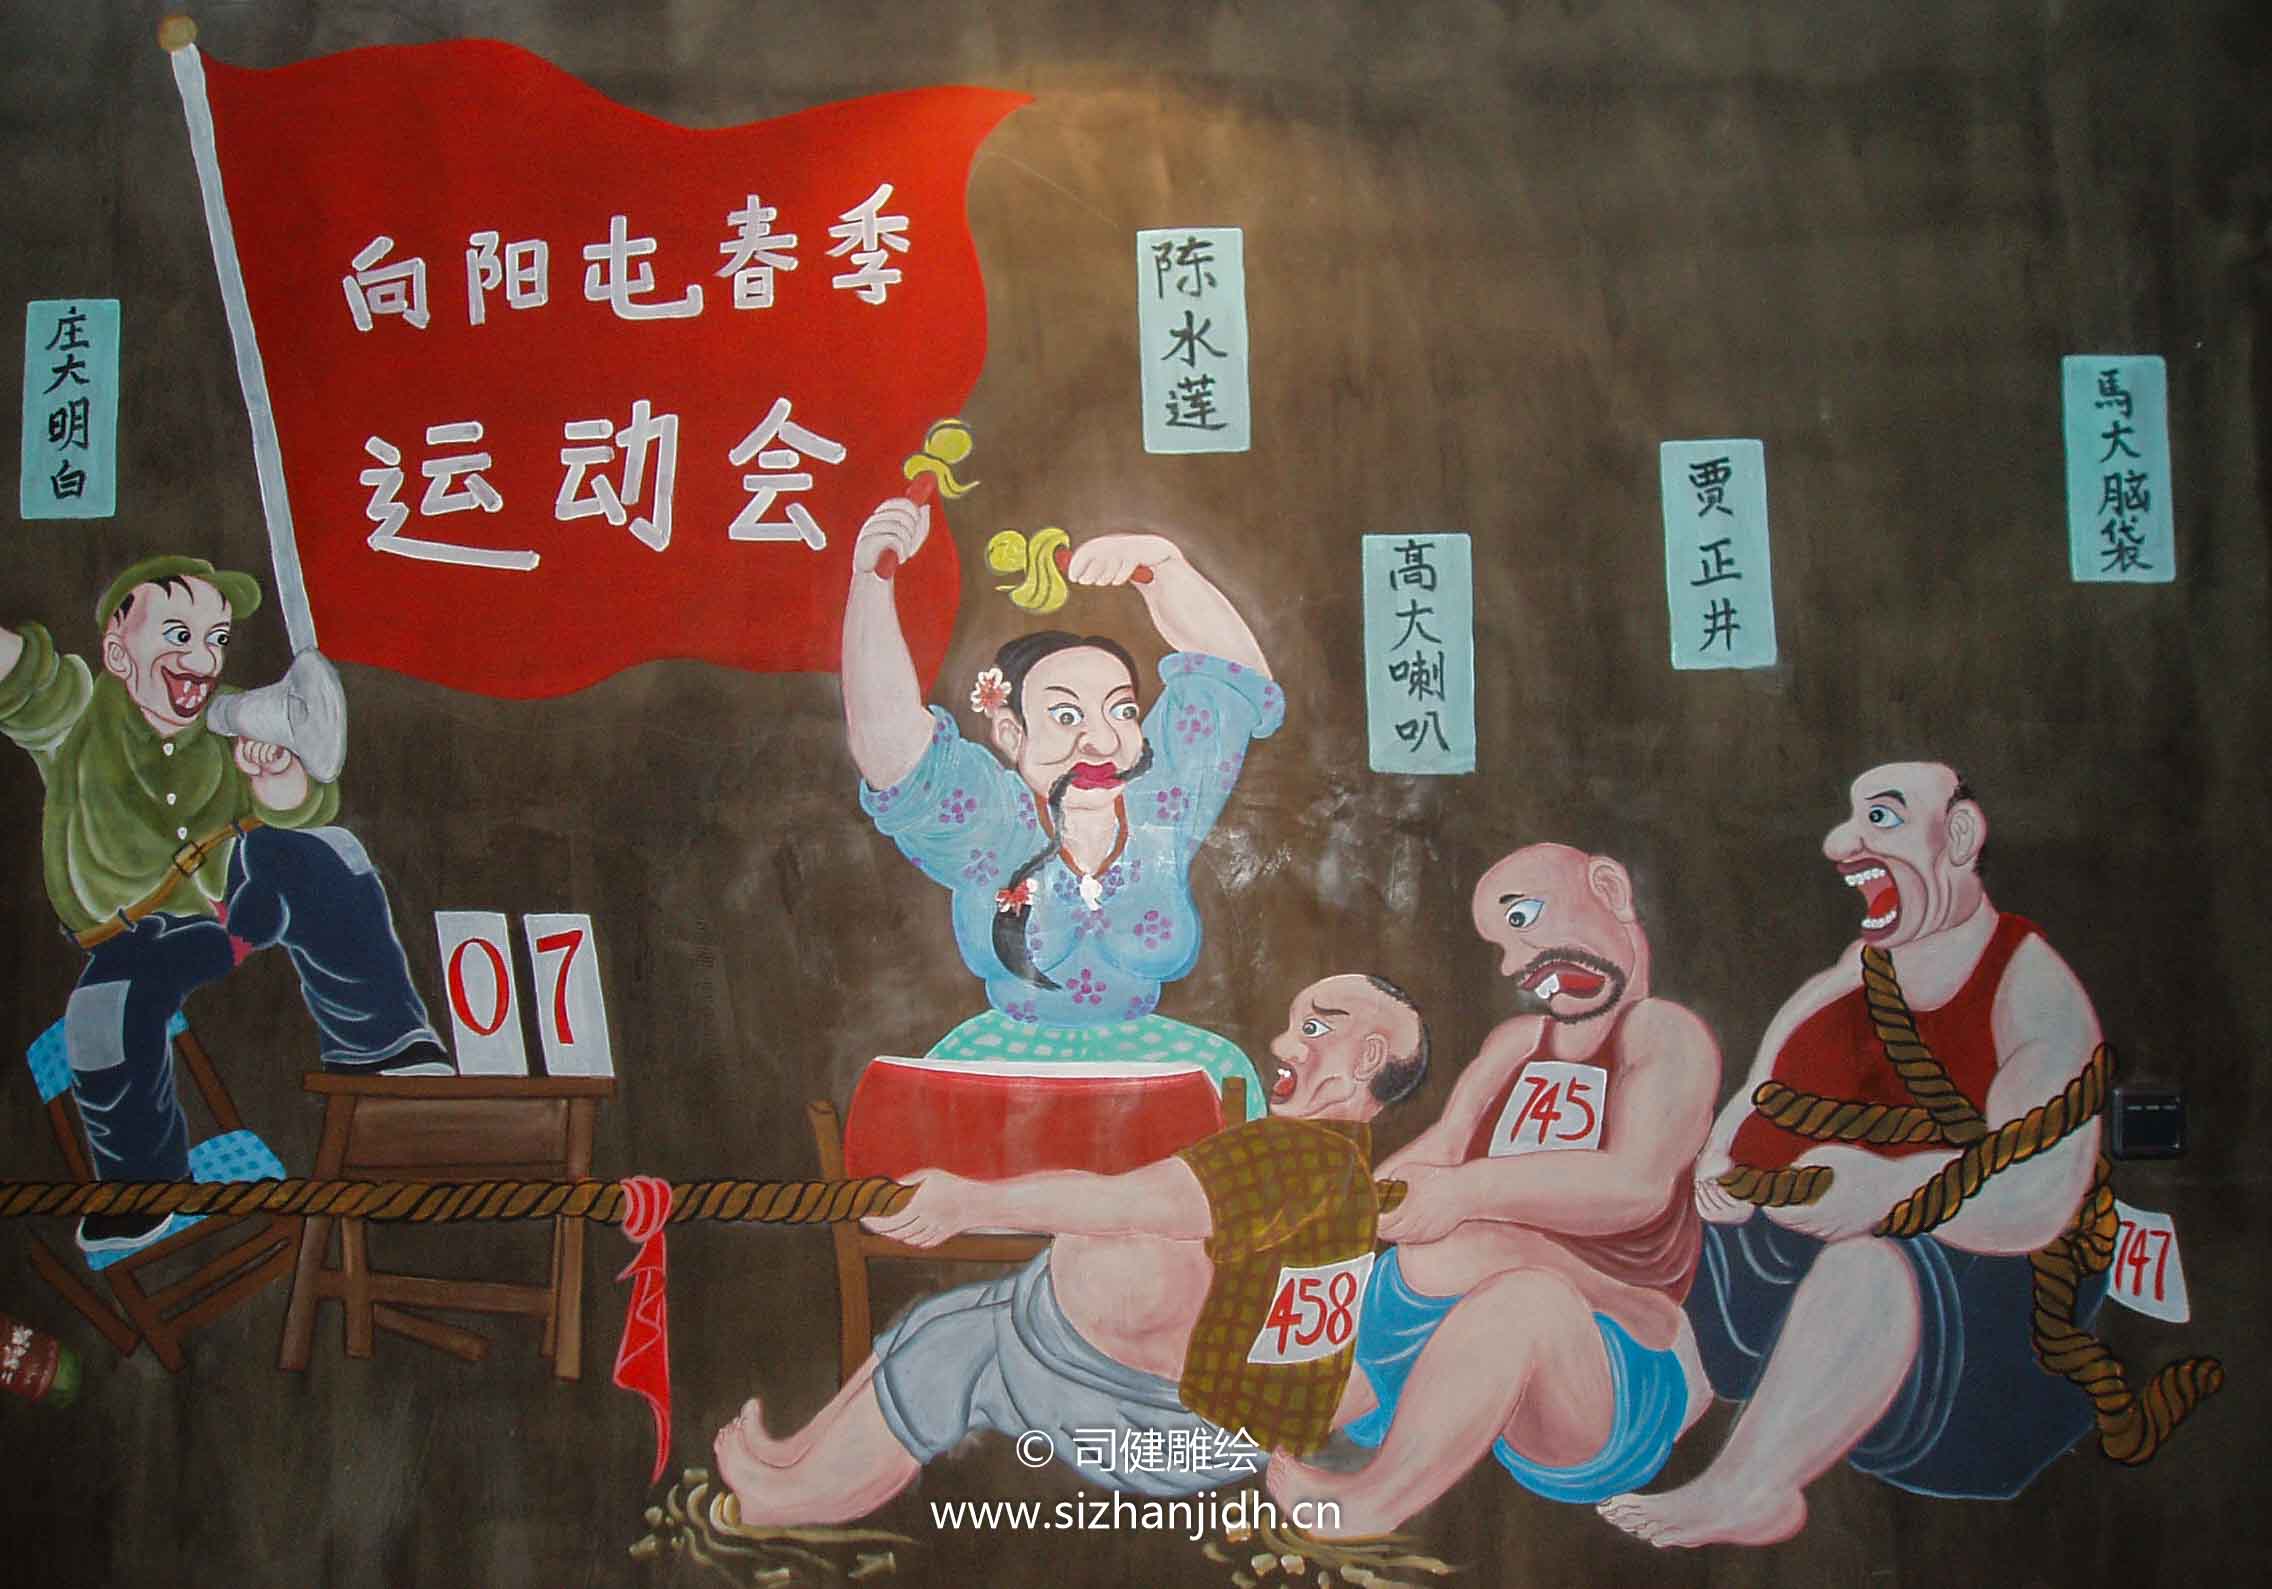 向阳屯春季
运动会
庄大明白
陈水莲
高大喇叭
贾正井
馬大脑袋
07
745
458
747
© 司健雕绘
www.sizhanjidh.cn